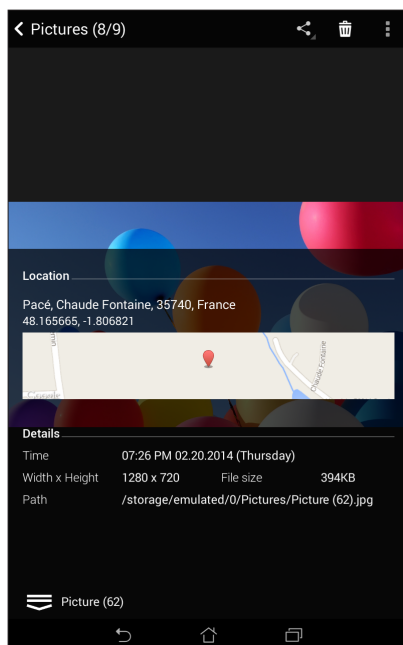 Pictures (8/9)
Location
Pacé, Chaude Fontaine, 35740, France
48.165665, -1.806821
Chaude Fontaine
Google
Details
Time 07:26 PM 02.20.2014 (Thursday)
Width x Height 1280 x 720 File size 394KB
Path /storage/emulated/0/Pictures/Picture (62).jpg
Picture (62)